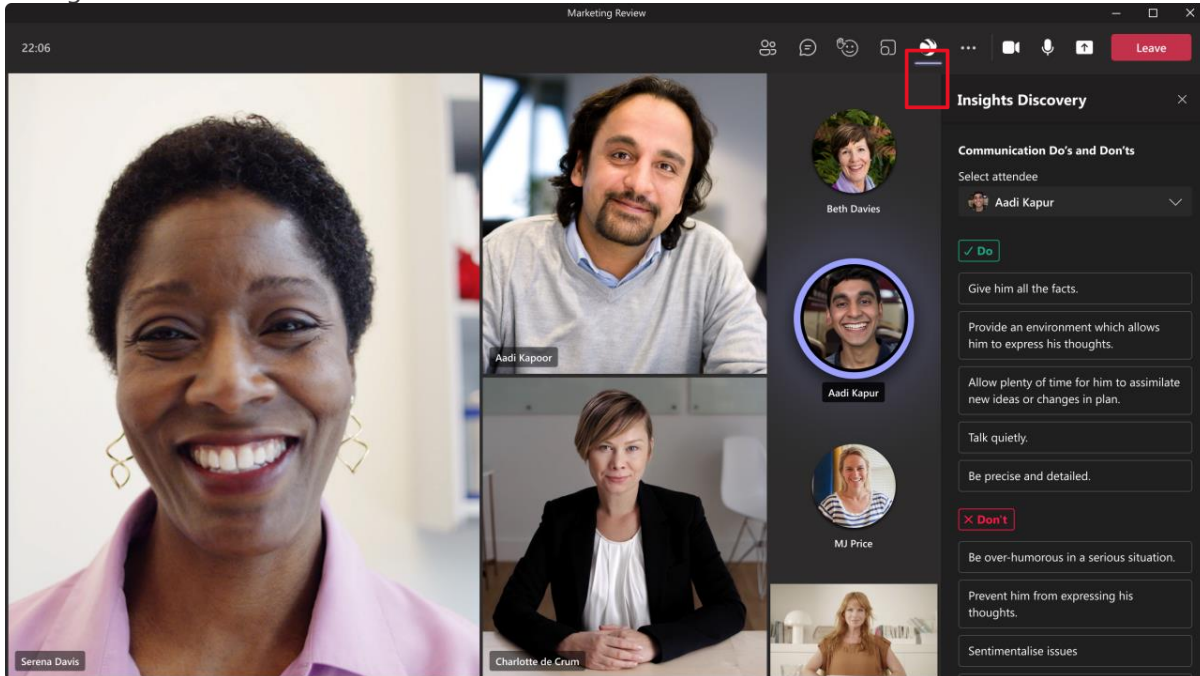 Marketing Review
22:06
Leave
Insights Discovery
Communication Do's and Don'ts
Select attendee
Aadi Kapur
✓ Do
Give him all the facts.
Provide an environment which allows
him to express his thoughts.
Allow plenty of time for him to assimilate
new ideas or changes in plan.
Talk quietly.
Be precise and detailed.
✕ Don't
Be over-humorous in a serious situation.
Prevent him from expressing his
thoughts.
Sentimentalise issues
Serena Davis
Aadi Kapoor
Charlotte de Crum
Beth Davies
Aadi Kapur
MJ Price